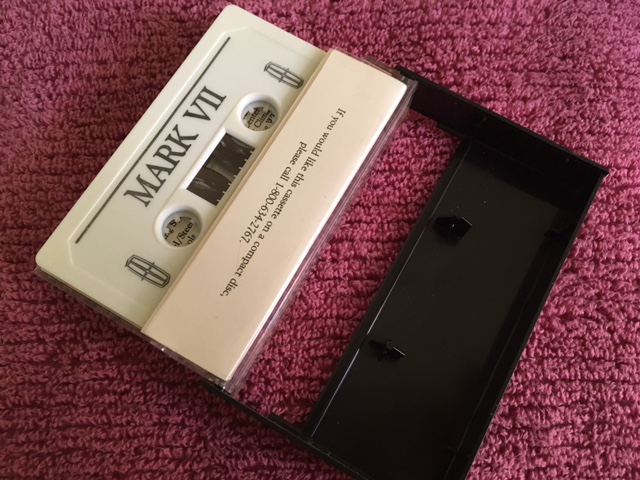 MARK VII
If you would like this cassette on a compact disc,
please call 1-800-634-2767.